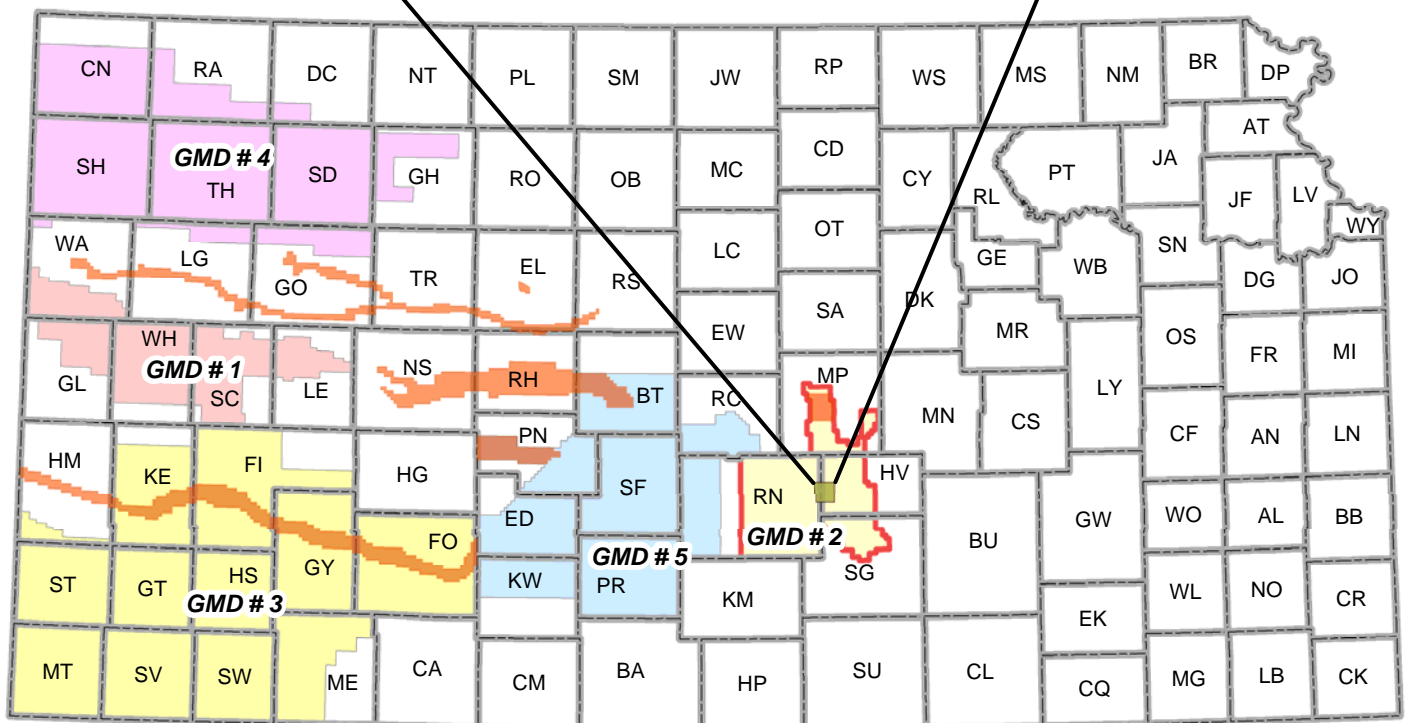 CN RA DC NT PL SM JW RP WS MS NM BR DP
SH GMD # 4 TH SD GH RO OB MC CD CY RL PT JA AT
JF LV WY
WA LG GO TR EL RS LC OT DK GE WB SN DG JO
GL WH GMD # 1 SC LE NS RH BT EW SA MR OS FR MI
PN RC MP MN CS LY CF AN LN
HM KE FI HG SF RN HV GW WO AL BB
ED GMD # 2 BU
ST GT HS GMD # 3 GY FO KW GMD # 5 PR KM SG EK WL NO CR
MT SV SW ME CA CM BA HP SU CL CQ MG LB CK